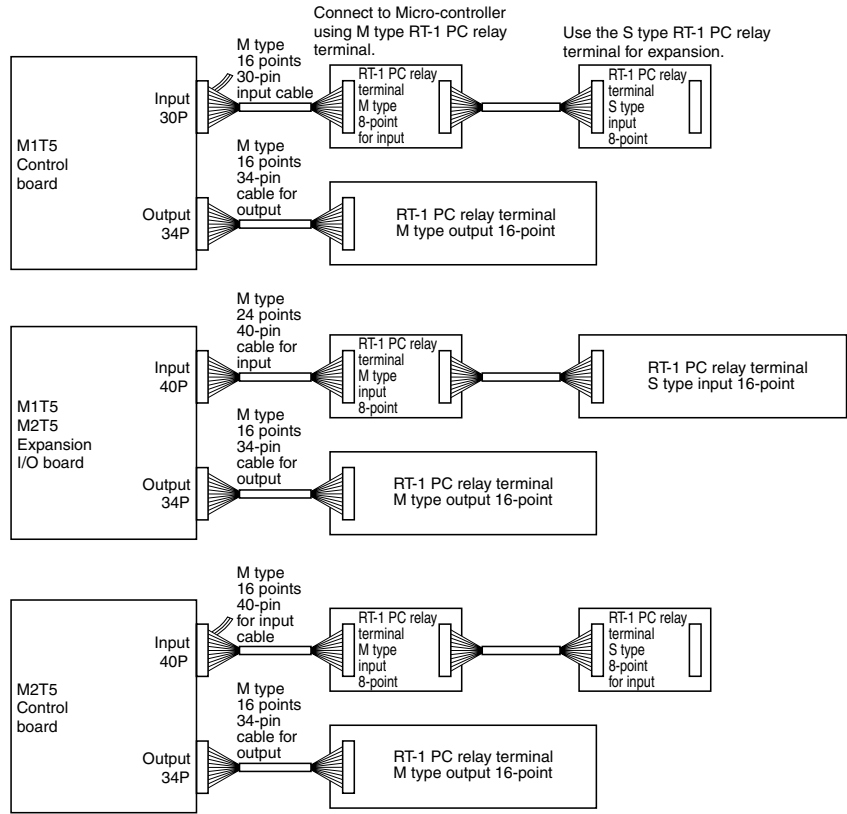 Connect to Micro-controller
using M type RT-1 PC relay
terminal.
Use the S type RT-1 PC relay
terminal for expansion.
M1T5
Control
board
Input
30P
M type
16 points
30-pin
input cable
RT-1 PC relay
terminal
M type
8-point
for input
RT-1 PC relay
terminal
S type
input
8-point
Output
34P
M type
16 points
34-pin
cable for
output
RT-1 PC relay terminal
M type output 16-point
M1T5
M2T5
Expansion
I/O board
Input
40P
M type
24 points
40-pin
cable for
input
RT-1 PC relay
terminal
M type
input
8-point
RT-1 PC relay terminal
S type input 16-point
Output
34P
M type
16 points
34-pin
cable for
output
RT-1 PC relay terminal
M type output 16-point
M2T5
Control
board
Input
40P
M type
16 points
40-pin
for input
cable
RT-1 PC relay
terminal
M type
input
8-point
RT-1 PC relay
terminal
S type
8-point
for input
Output
34P
M type
16 points
34-pin
cable for
output
RT-1 PC relay terminal
M type output 16-point